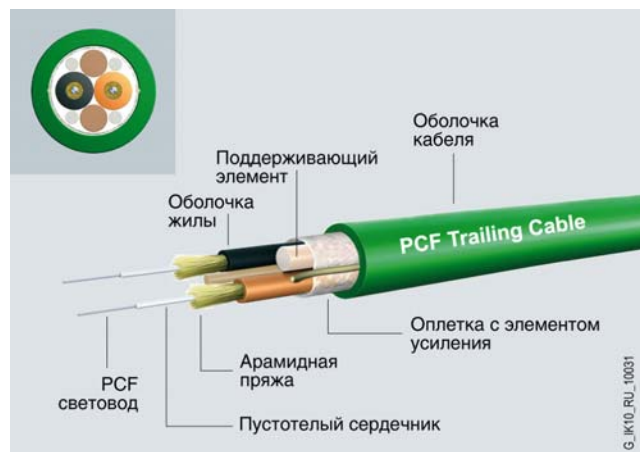 Оболочка
кабеля
Поддерживающий
элемент
Оболочка
жилы
PCF Trailing Cable
Оплетка с элементом
усиления
Арамидная
пряжа
PCF
световод
Пустотелый сердечник
G_IK10_RU_10031